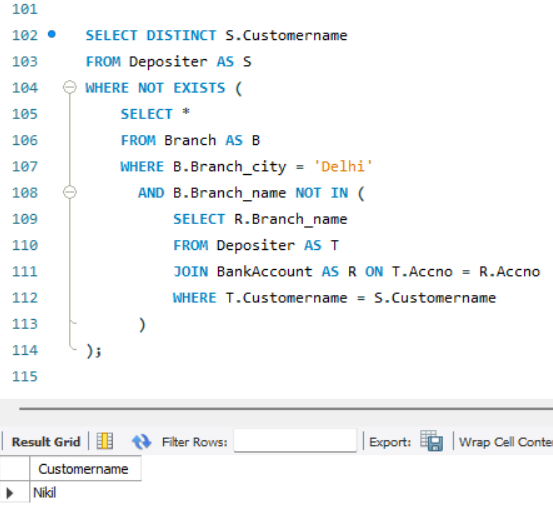 101
102 SELECT DISTINCT S.Customername
103 FROM Depositer AS S
104 WHERE NOT EXISTS (
105 SELECT *
106 FROM Branch AS B
107 WHERE B.Branch_city = 'Delhi'
108 AND B.Branch_name NOT IN (
109 SELECT R.Branch_name
110 FROM Depositer AS T
111 JOIN BankAccount AS R ON T.Accno = R.Accno
112 WHERE T.Customername = S.Customername
113 )
114 );
115
Result Grid Filter Rows: Export: Wrap Cell Conte
Customername
Nikil